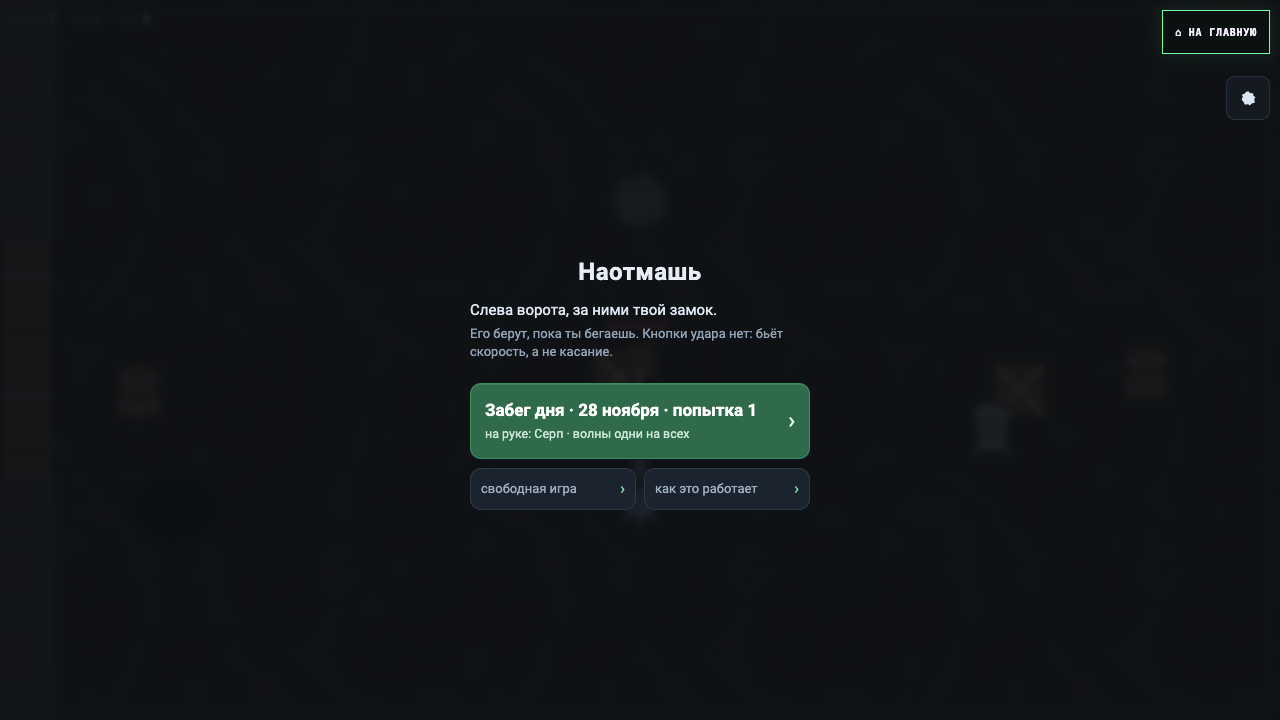 ⌂ НА ГЛАВНУЮ
Наотмашь
Слева ворота, за ними твой замок.
Его берут, пока ты бегаешь. Кнопки удара нет: бьёт
скорость, а не касание.
Забег дня · 28 ноября · попытка 1
на руке: Серп · волны одни на всех
›
свободная игра ›
как это работает ›